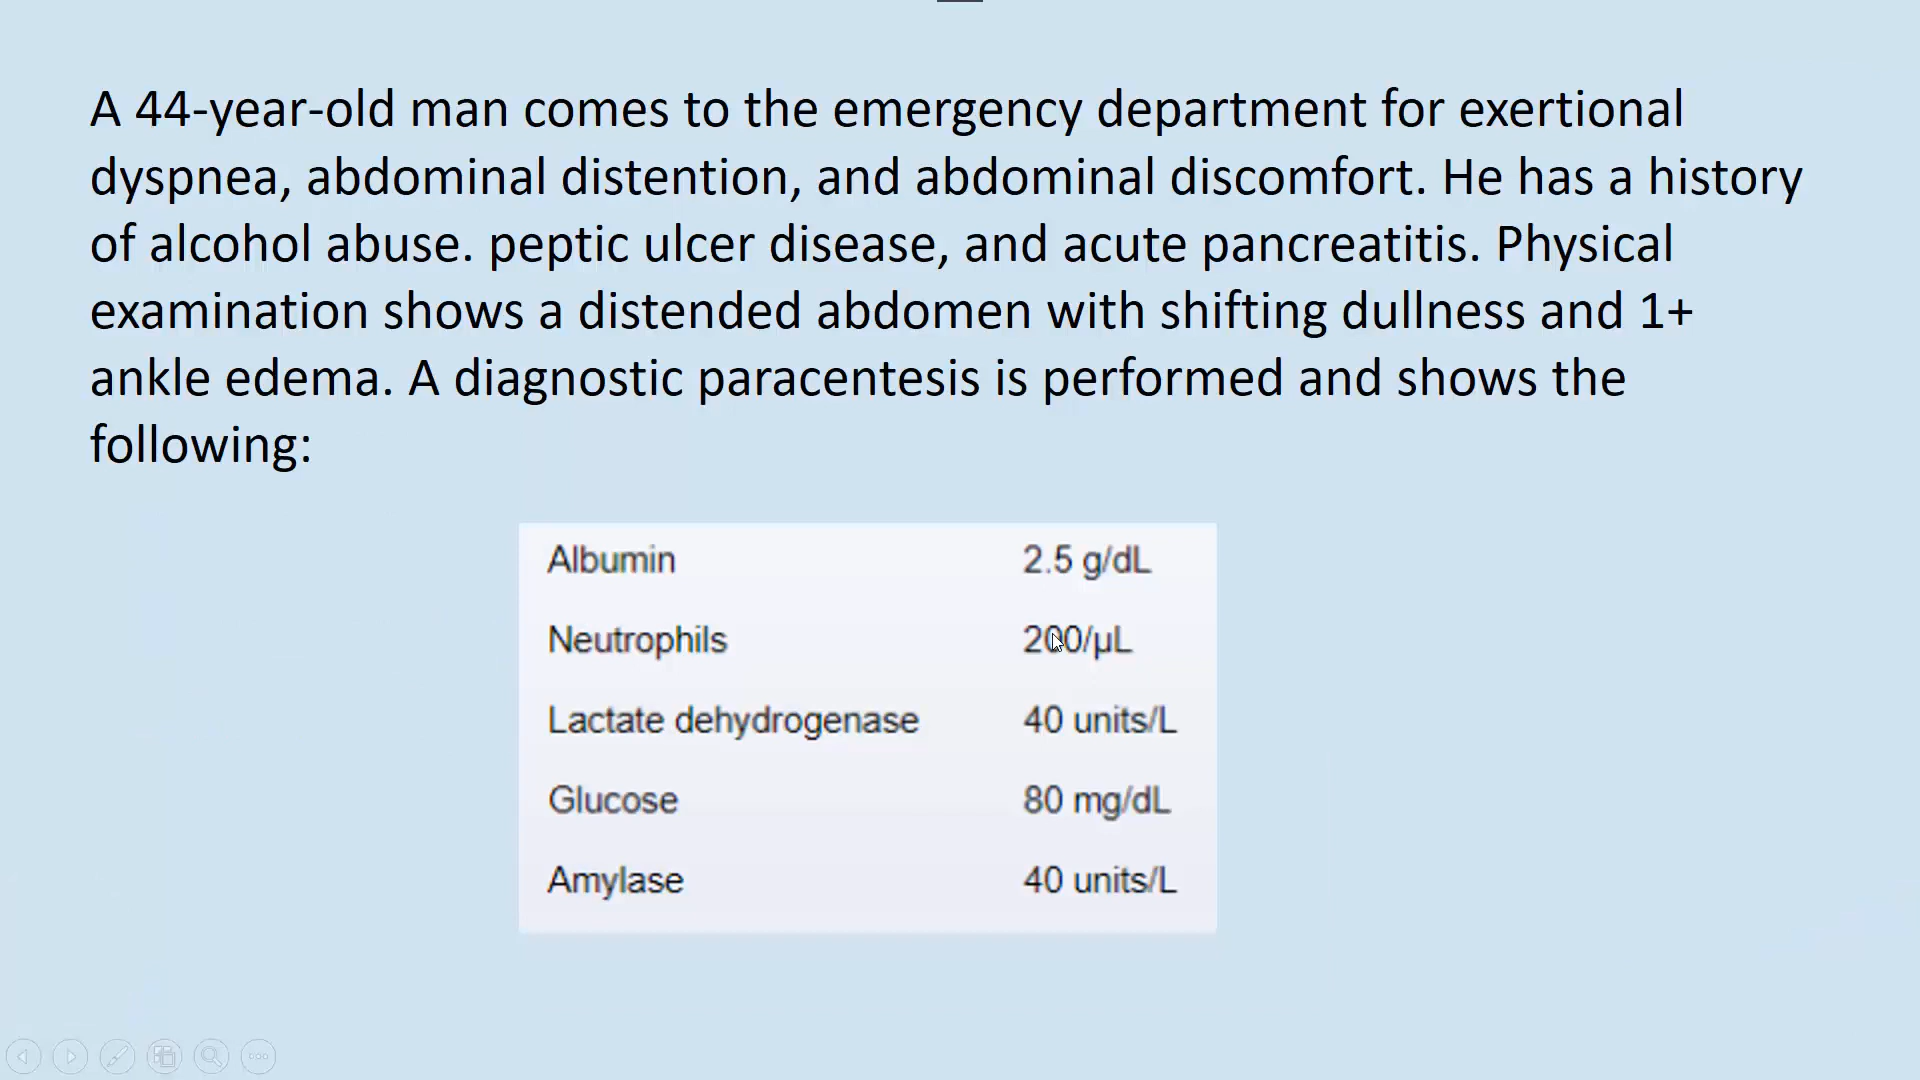 A 44-year-old man comes to the emergency department for exertional
dyspnea, abdominal distention, and abdominal discomfort. He has a history
of alcohol abuse. peptic ulcer disease, and acute pancreatitis. Physical
examination shows a distended abdomen with shifting dullness and 1+
ankle edema. A diagnostic paracentesis is performed and shows the
following:
Albumin 2.5 g/dL
Neutrophils 200/µL
Lactate dehydrogenase 40 units/L
Glucose 80 mg/dL
Amylase 40 units/L